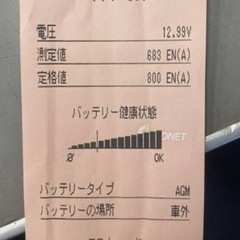 電圧 12.99V
測定値 683 EN(A)
定格値 800 EN(A)
バッテリー健康状態
0 OK
バッテリータイプ AGM
バッテリーの場所 車外